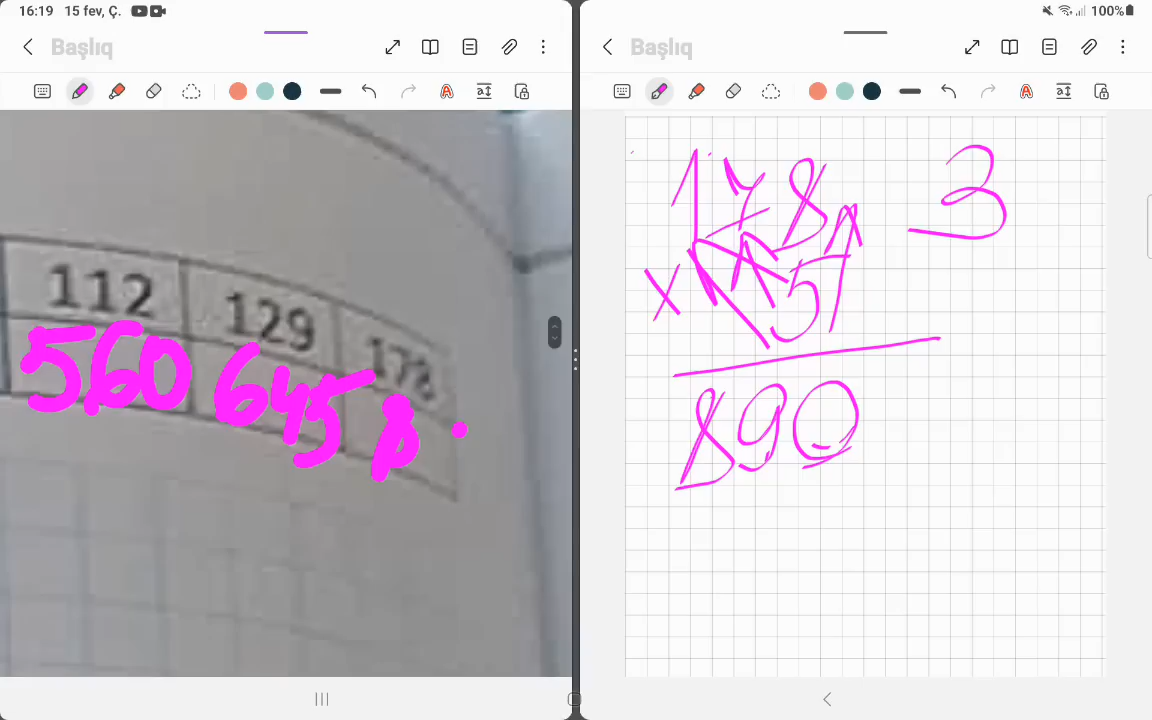 16:19 15 fev, Ç. 100%
Başlıq
Başlıq
112 129 178
560 645 8
178 3
x 5
890